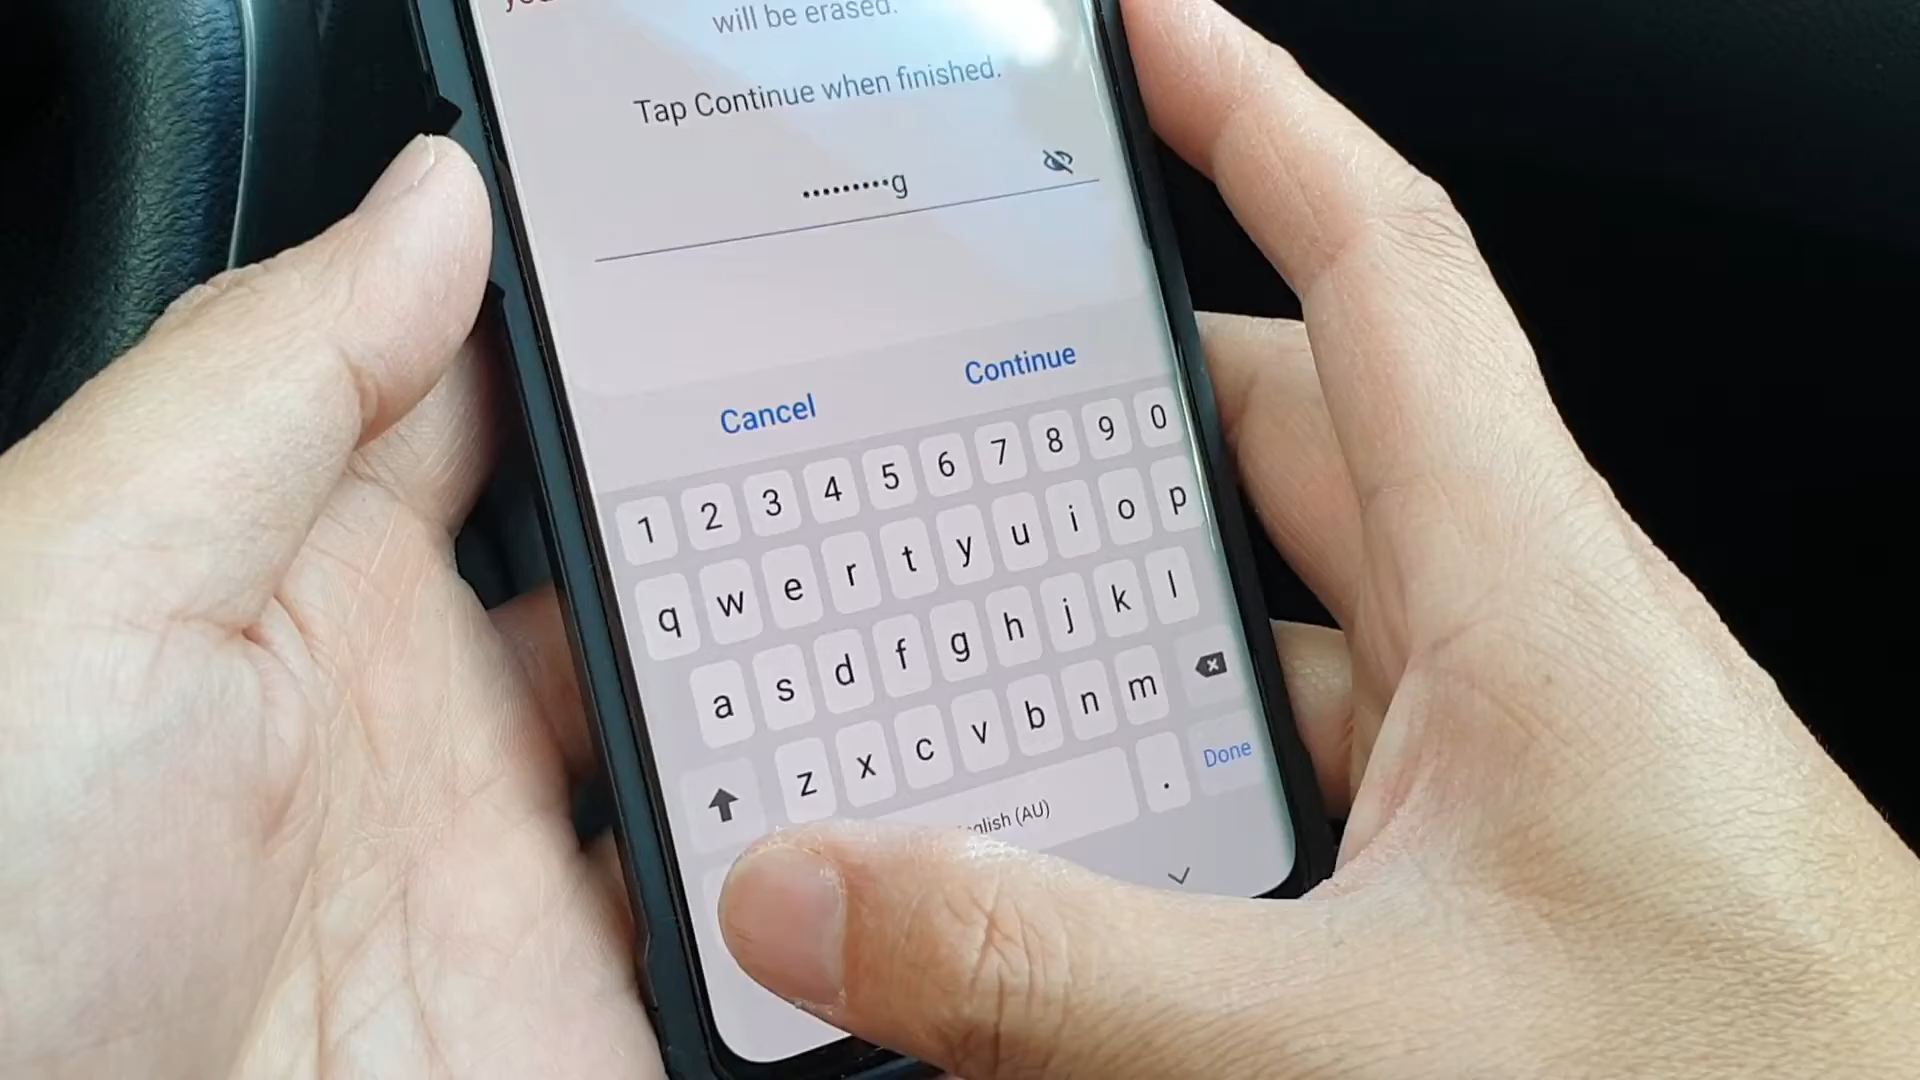 will be erased.
Tap Continue when finished.
•••••••••g
Cancel Continue
1 2 3 4 5 6 7 8 9 0
q w e r t y u i o p
a s d f g h j k l
z x c v b n m
(AU) . Done